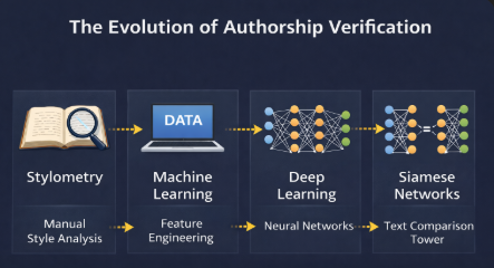 The Evolution of Authorship Verification
DATA
Stylometry
Machine
Learning
Deep
Learning
Siamese
Networks
Manual
Style Analysis
Feature
Engineering
Neural Networks
Text Comparison
Tower